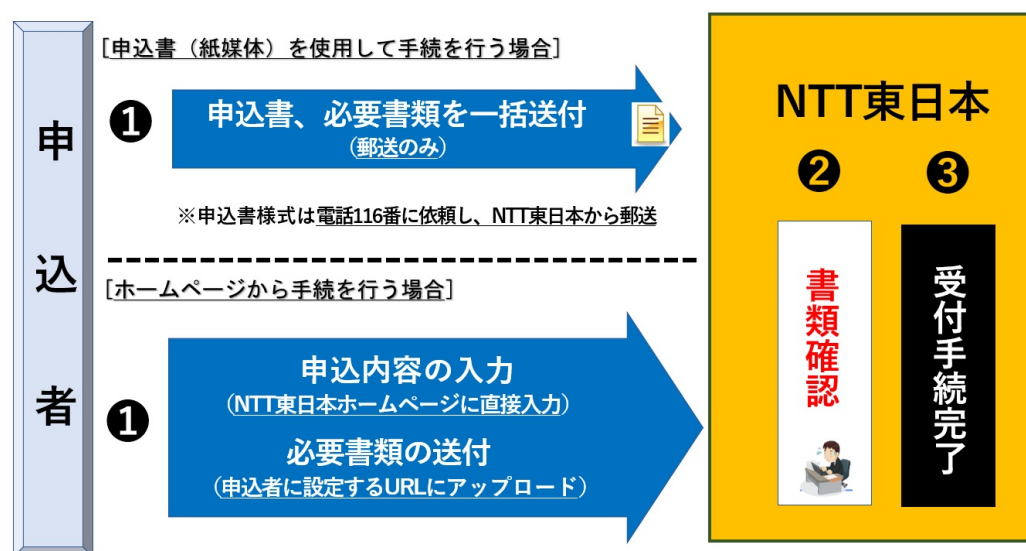 申込者
[申込書（紙媒体）を使用して手続を行う場合]
❶
申込書、必要書類を一括送付
（郵送のみ）
※申込書様式は電話116番に依頼し、NTT東日本から郵送
[ホームページから手続を行う場合]
❶
申込内容の入力
（NTT東日本ホームページに直接入力）
必要書類の送付
（申込者に設定するURLにアップロード）
NTT東日本
❷
書類確認
❸
受付手続完了